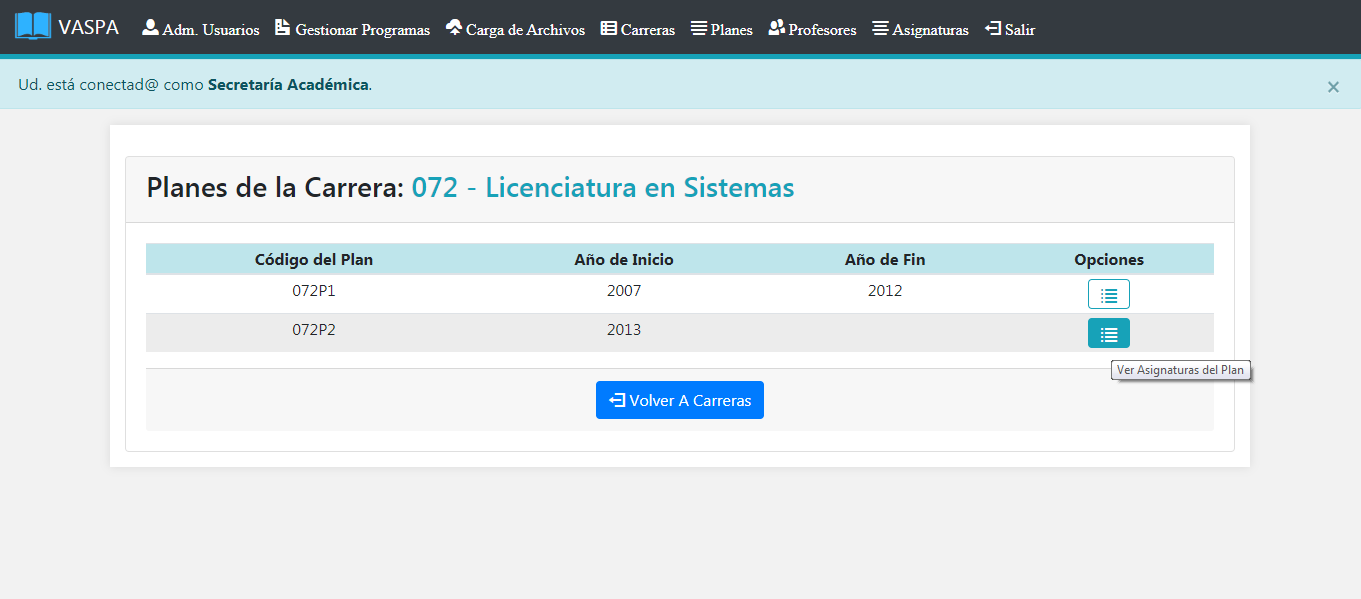 VASPA Adm. Usuarios Gestionar Programas Carga de Archivos Carreras Planes Profesores Asignaturas Salir
Ud. está conectad@ como Secretaría Académica. ×
Planes de la Carrera: 072 - Licenciatura en Sistemas
Código del Plan Año de Inicio Año de Fin Opciones
072P1 2007 2012
072P2 2013
Ver Asignaturas del Plan
Volver A Carreras